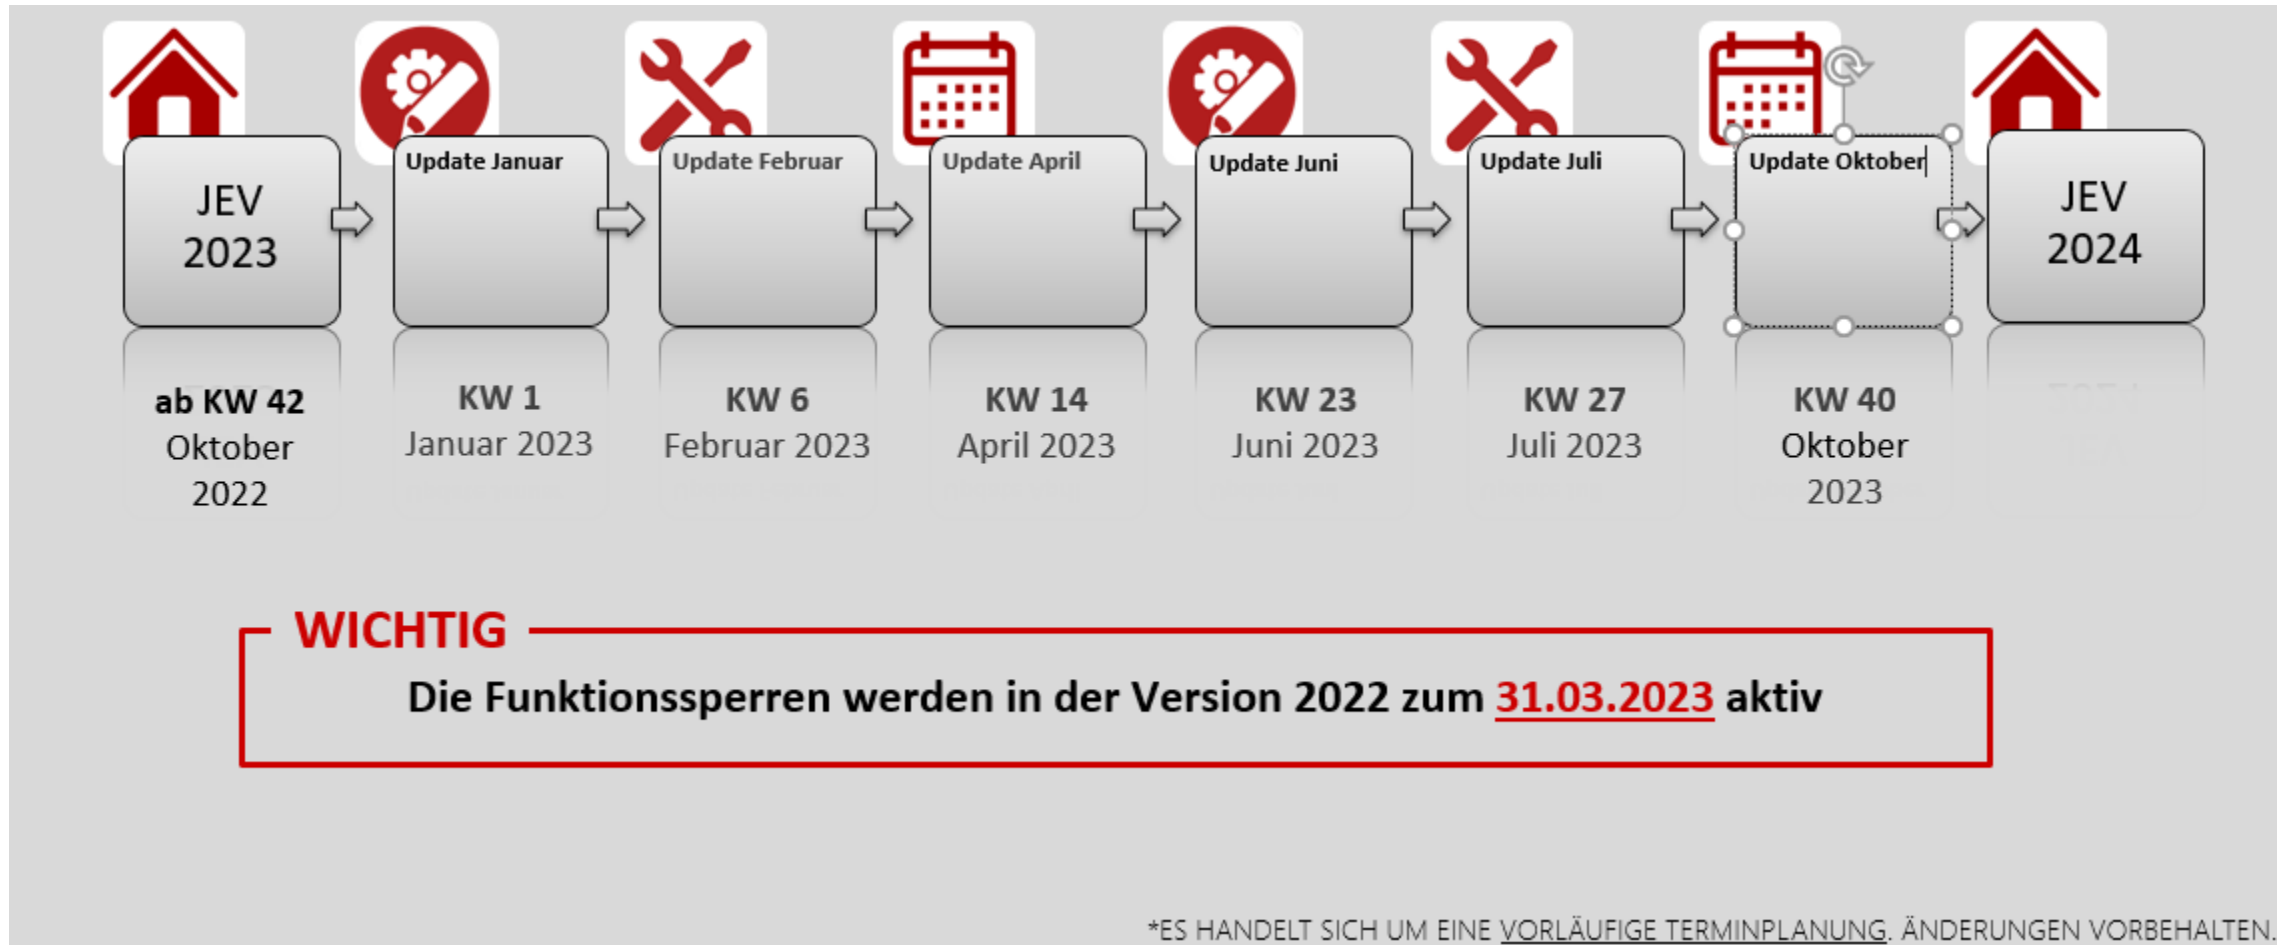 JEV
2023
Update Januar
Update Februar
Update April
Update Juni
Update Juli
Update Oktober
JEV
2024
ab KW 42
Oktober
2022
KW 1
Januar 2023
KW 6
Februar 2023
KW 14
April 2023
KW 23
Juni 2023
KW 27
Juli 2023
KW 40
Oktober
2023
WICHTIG
Die Funktionssperren werden in der Version 2022 zum 31.03.2023 aktiv
*ES HANDELT SICH UM EINE VORLÄUFIGE TERMINPLANUNG. ÄNDERUNGEN VORBEHALTEN.